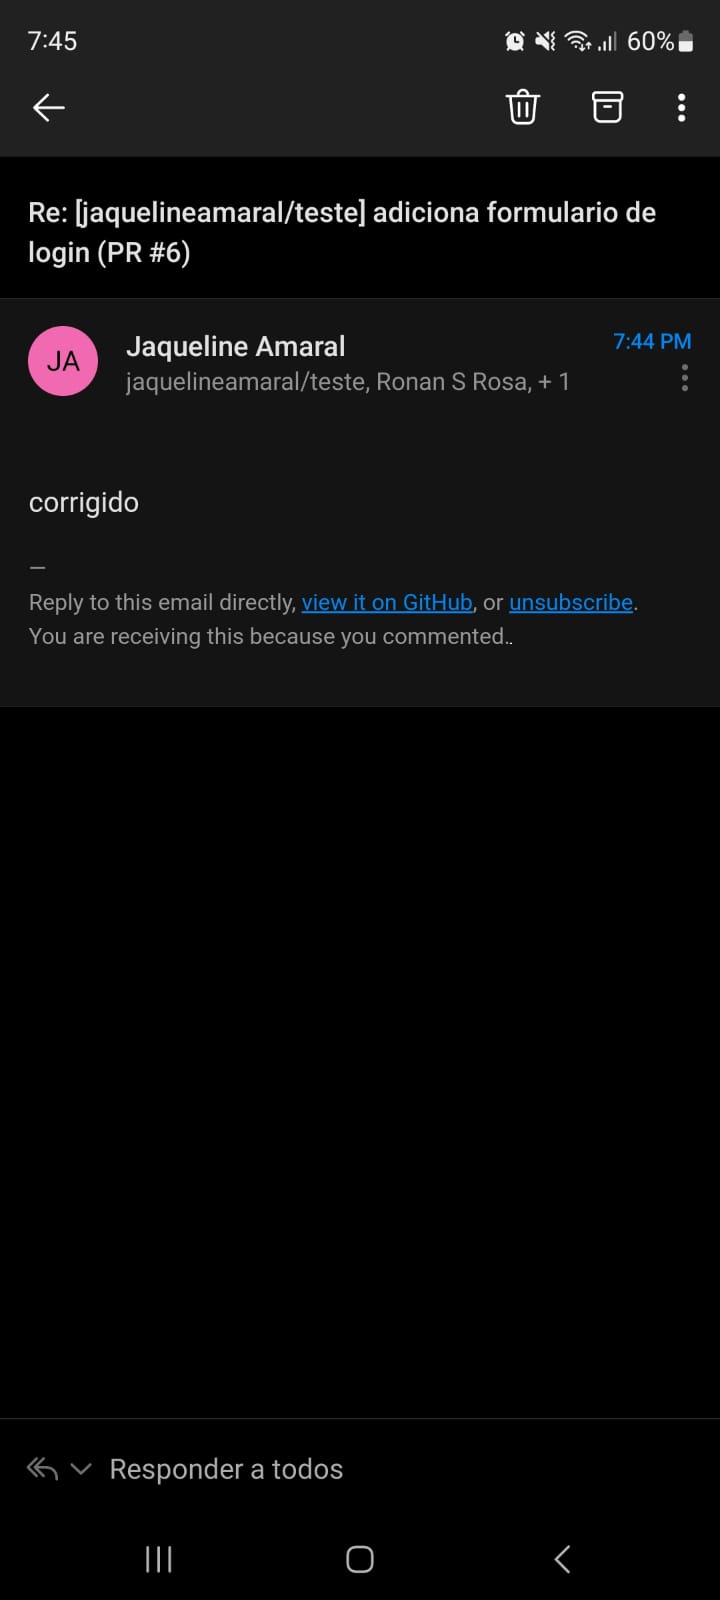 7:45
60%
Re: [jaquelineamaral/teste] adiciona formulario de
login (PR #6)
JA
Jaqueline Amaral
7:44 PM
jaquelineamaral/teste, Ronan S Rosa, + 1
corrigido
—
Reply to this email directly, view it on GitHub, or unsubscribe.
You are receiving this because you commented..
Responder a todos